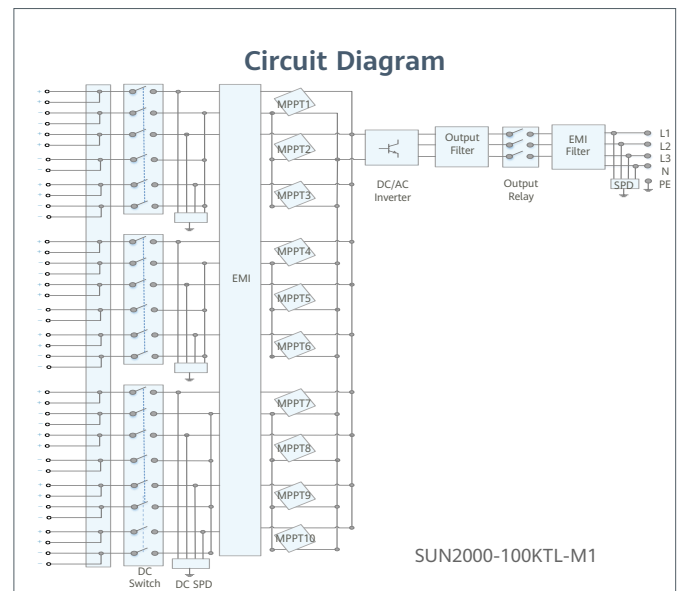 Circuit Diagram
MPPT1
MPPT2
MPPT3
MPPT4
MPPT5
MPPT6
MPPT7
MPPT8
MPPT9
MPPT10
EMI
DC
Switch
DC SPD
DC/AC
Inverter
Output
Filter
Output
Relay
EMI
Filter
SPD
L1
L2
L3
N
PE
SUN2000-100KTL-M1